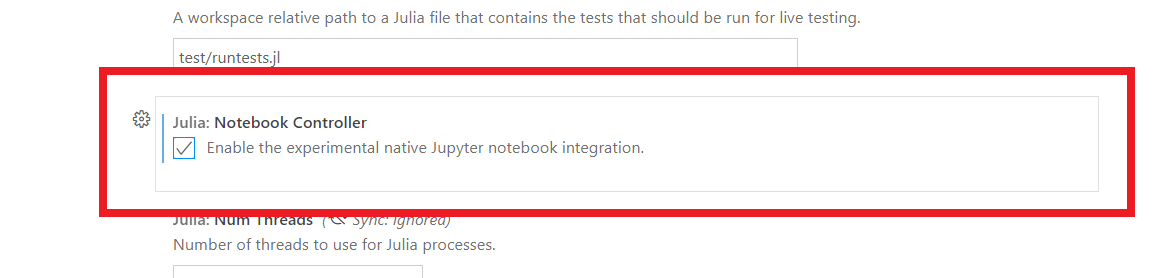 A workspace relative path to a Julia file that contains the tests that should be run for live testing.
test/runtests.jl
Julia: Notebook Controller
Enable the experimental native Jupyter notebook integration.
Julia: Num Threads (Sync: Ignored)
Number of threads to use for Julia processes.